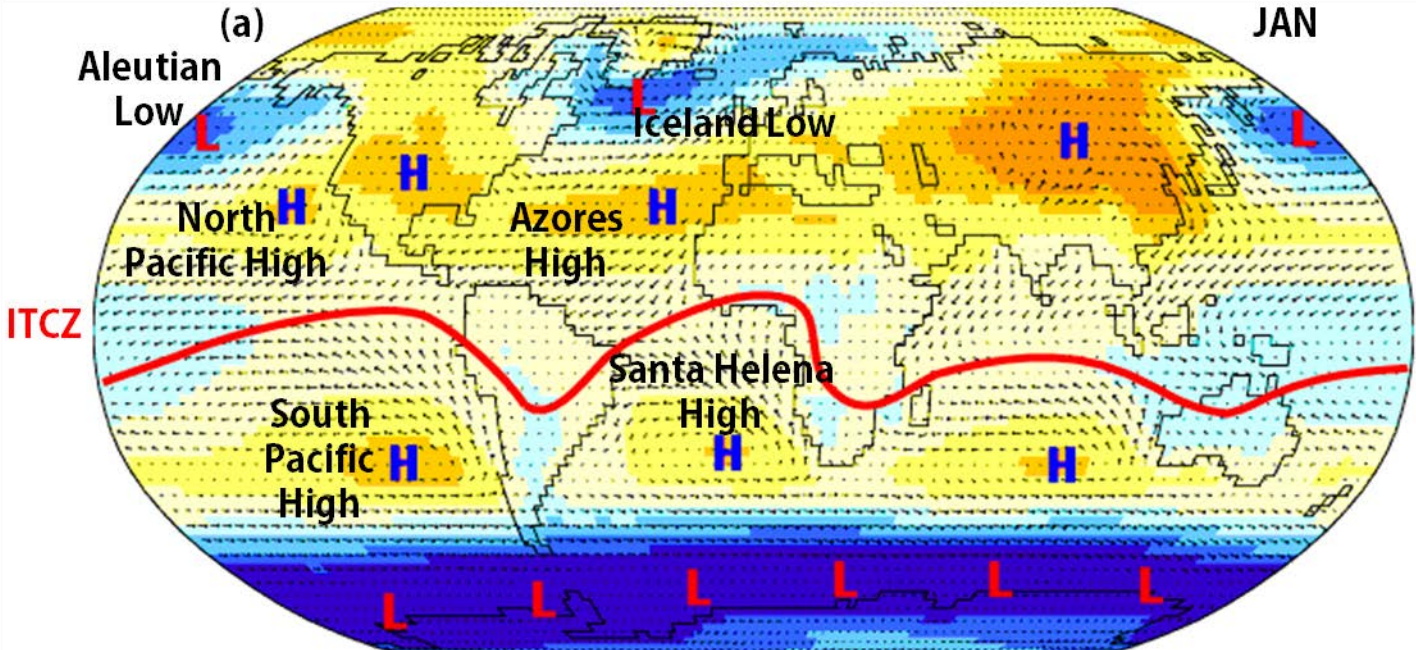 (a)
JAN
Aleutian
Low
L
L
Iceland Low
L
H
H
H
H
North
Pacific High
Azores
High
ITCZ
Santa Helena
High
South
Pacific
High
H
H
H
L
L
L
L
L
L